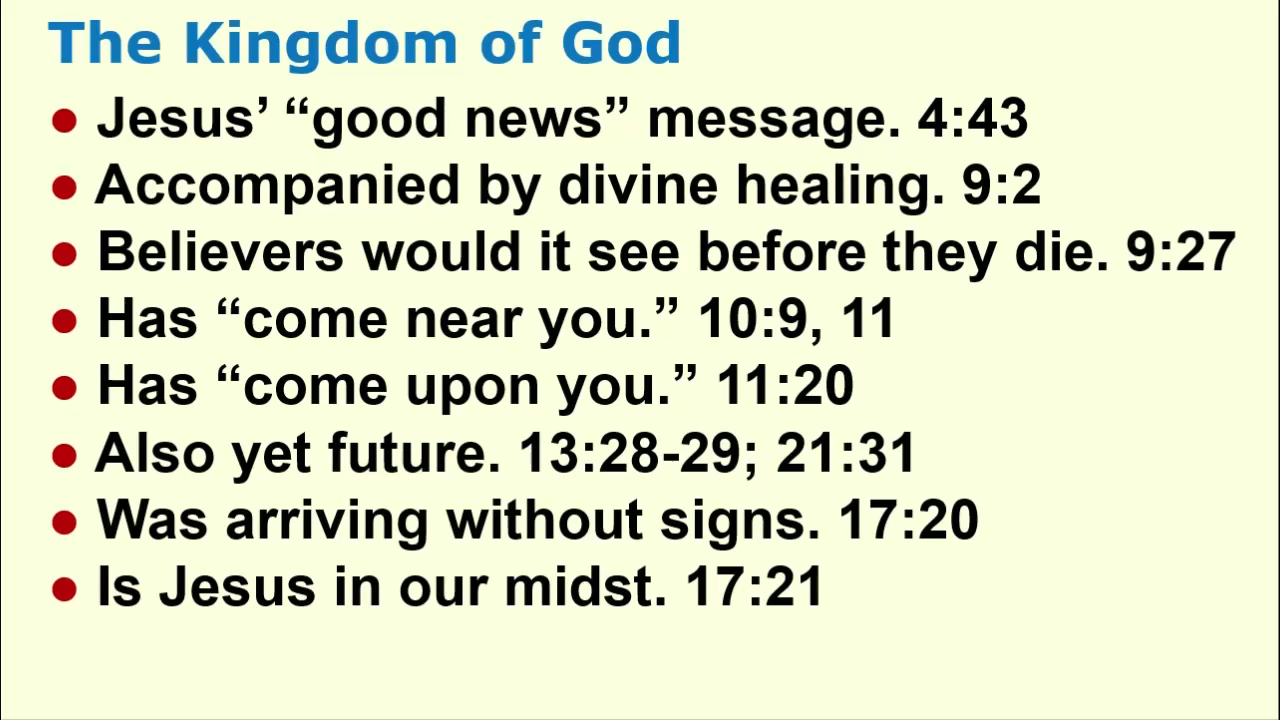 The Kingdom of God
● Jesus’ “good news” message. 4:43
● Accompanied by divine healing. 9:2
● Believers would it see before they die. 9:27
● Has “come near you.” 10:9, 11
● Has “come upon you.” 11:20
● Also yet future. 13:28-29; 21:31
● Was arriving without signs. 17:20
● Is Jesus in our midst. 17:21